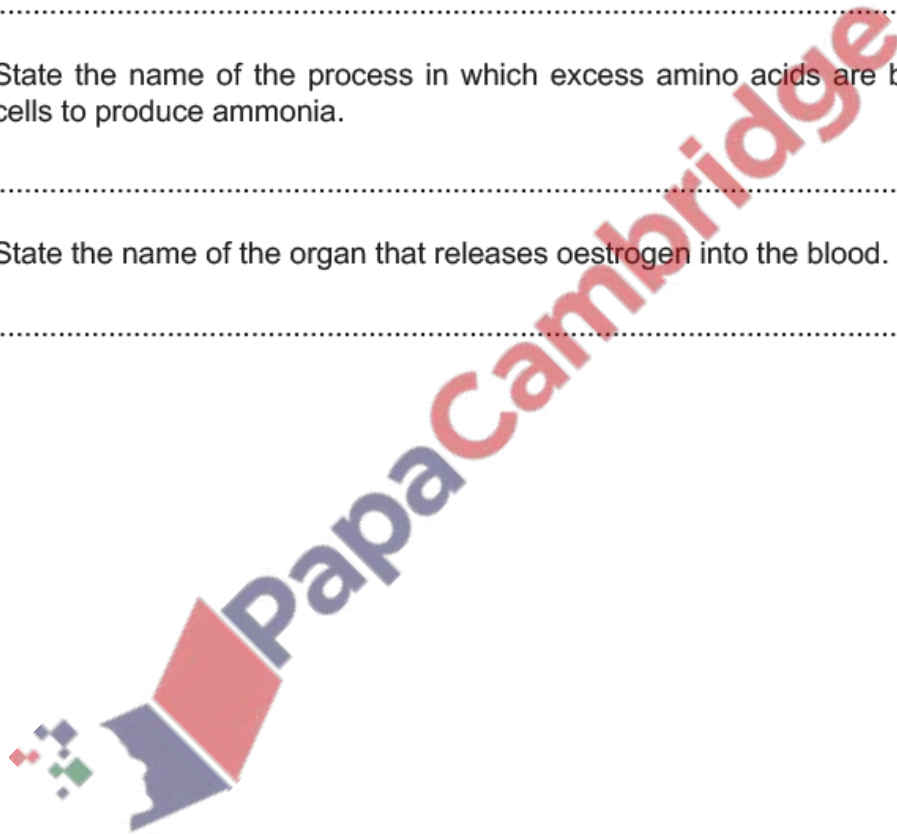 State the name of the process in which excess amino acids are b
cells to produce ammonia.
State the name of the organ that releases oestrogen into the blood.
PapaCambridge